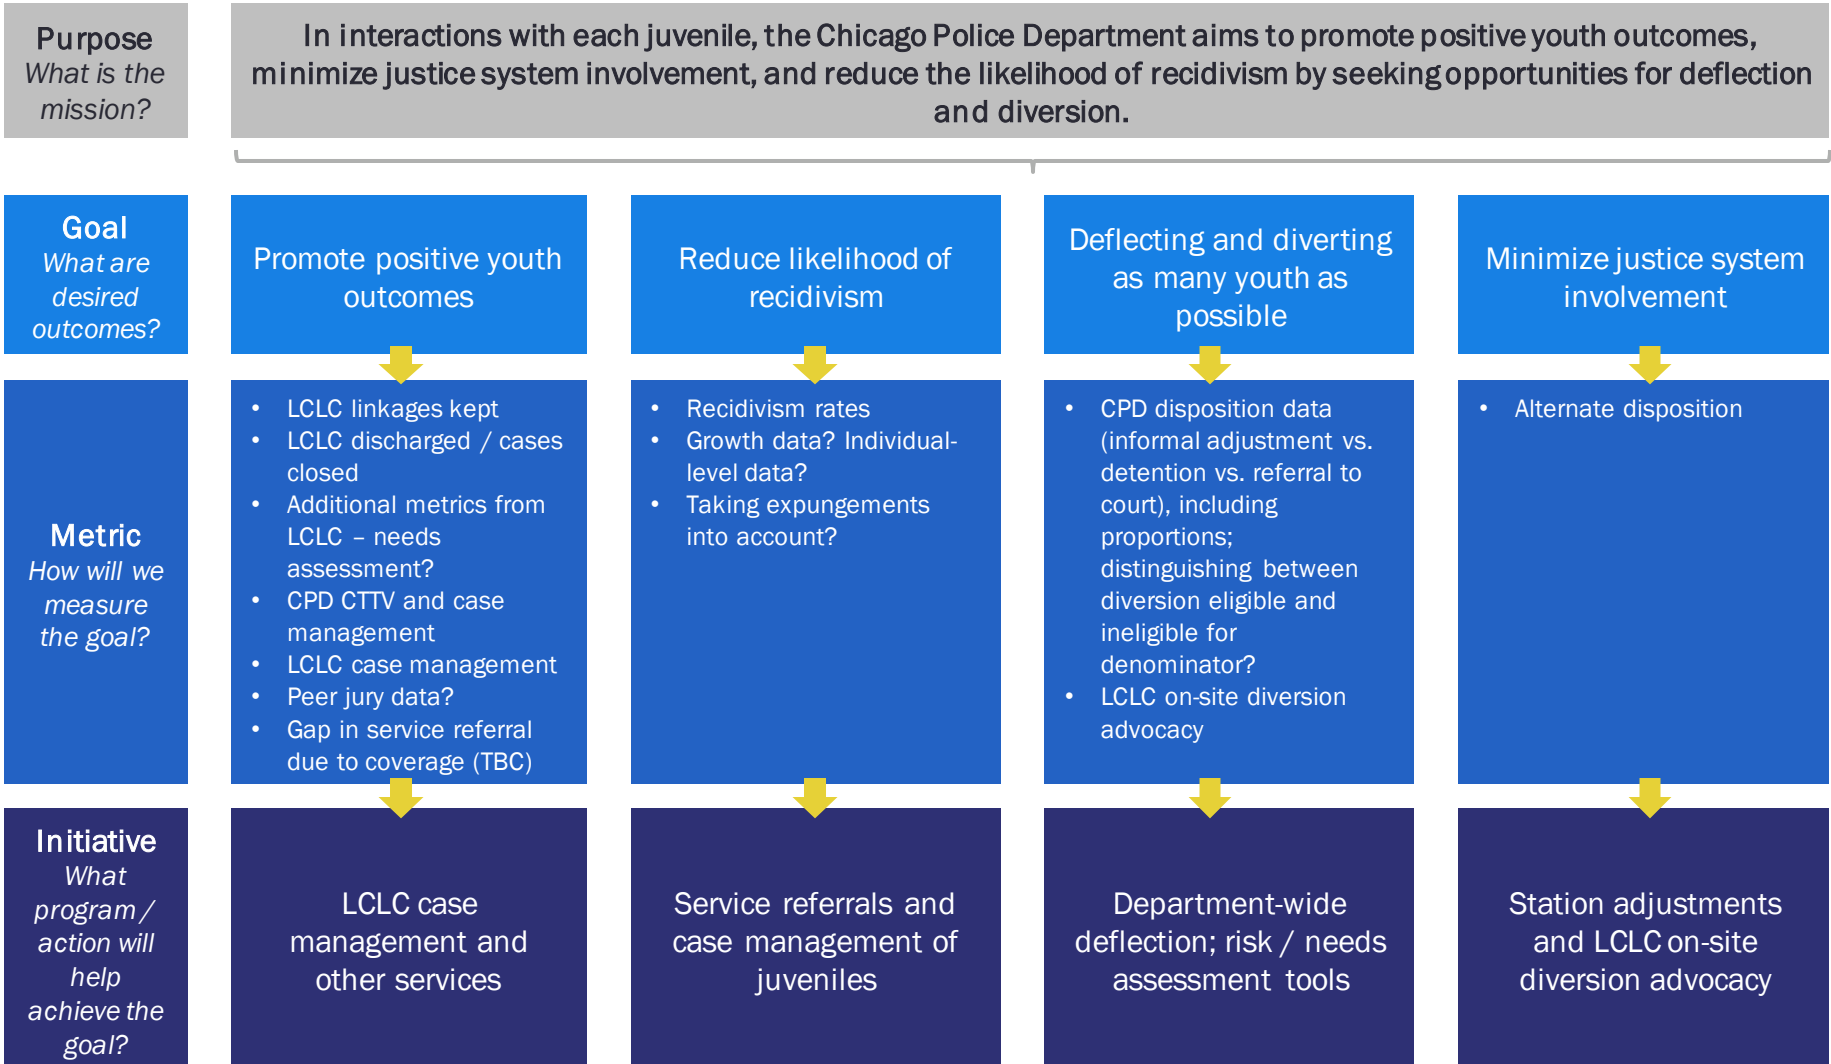 Purpose
What is the
mission?
In interactions with each juvenile, the Chicago Police Department aims to promote positive youth outcomes,
minimize justice system involvement, and reduce the likelihood of recidivism by seeking opportunities for deflection
and diversion.
Goal
What are
desired
outcomes?
Promote positive youth
outcomes
Reduce likelihood of
recidivism
Deflecting and diverting
as many youth as
possible
Minimize justice system
involvement
Metric
How will we
measure
the goal?
• LCLC linkages kept
• LCLC discharged / cases
closed
• Additional metrics from
LCLC – needs
assessment?
• CPD CTTV and case
management
• LCLC case management
• Peer jury data?
• Gap in service referral
due to coverage (TBC)
• Recidivism rates
• Growth data? Individual-
level data?
• Taking expungements
into account?
• CPD disposition data
(informal adjustment vs.
detention vs. referral to
court), including
proportions;
distinguishing between
diversion eligible and
ineligible for
denominator?
• LCLC on-site diversion
advocacy
• Alternate disposition
Initiative
What
program /
action will
help
achieve the
goal?
LCLC case
management and
other services
Service referrals and
case management of
juveniles
Department-wide
deflection; risk / needs
assessment tools
Station adjustments
and LCLC on-site
diversion advocacy